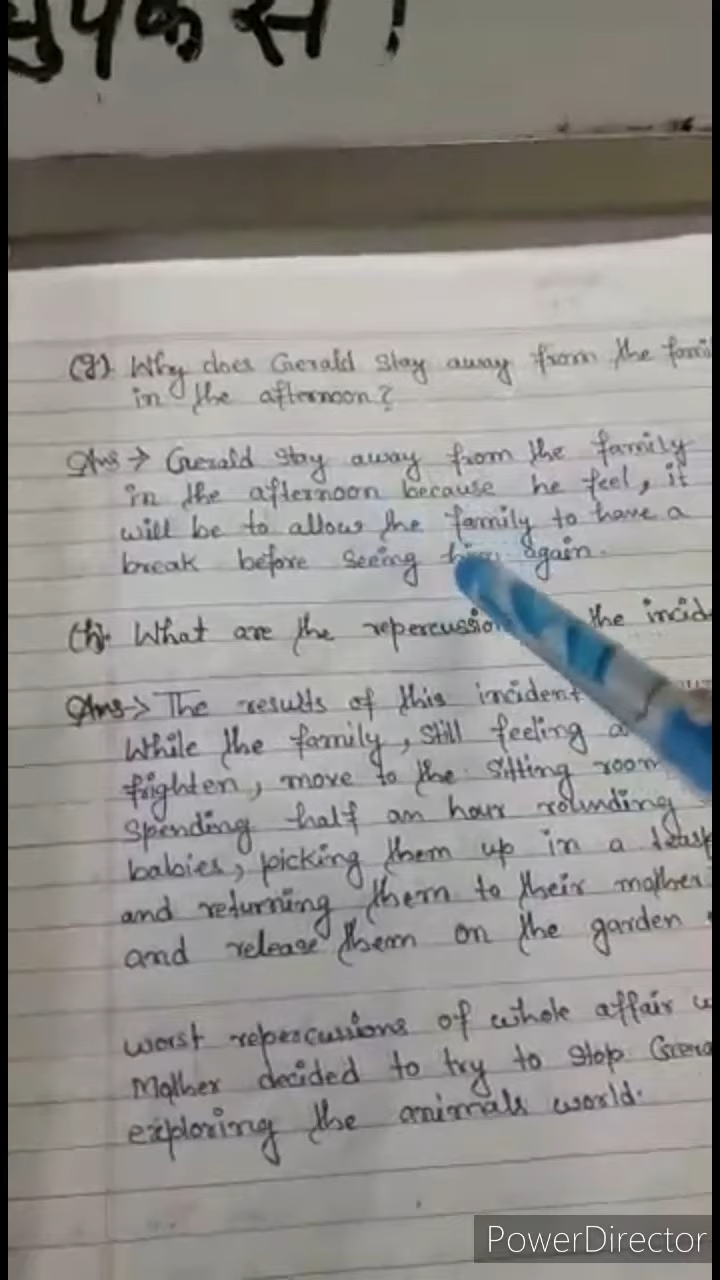 (g) Why does Gerald stay away from the
in the afternoon?
Ans → Gerald stay away from the family
in the afternoon because he feel, it
will be to allow the family to have a
break before seeing again.
(h). What are the the
Ans → The results of this incident
While the family, still feeling
frighten, move to the sitting room
spending half an hour rounding
babies, picking them up in a
and returning them to their mother
and release them on the garden
worst repercussions of whole affair
Mother decided to try to stop
exploring the animals world.
PowerDirector